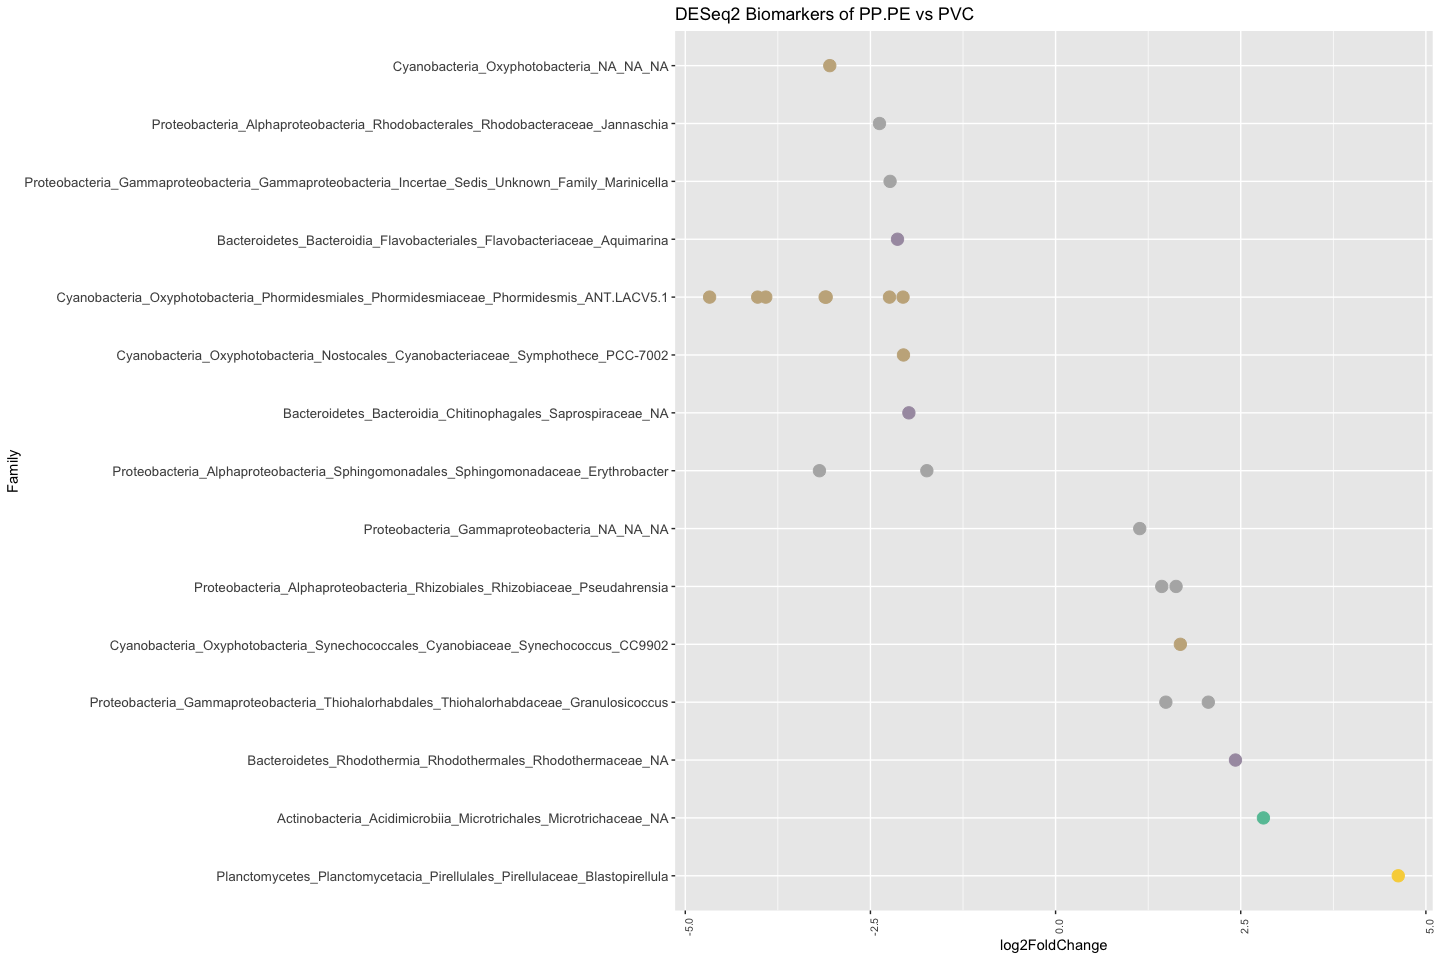 DESeq2 Biomarkers of PP.PE vs PVC
Cyanobacteria_Oxyphotobacteria_NA_NA_NA
Proteobacteria_Alphaproteobacteria_Rhodobacterales_Rhodobacteraceae_Jannaschia
Proteobacteria_Gammaproteobacteria_Gammaproteobacteria_Incertae_Sedis_Unknown_Family_Marinicella
Bacteroidetes_Bacteroidia_Flavobacteriales_Flavobacteriaceae_Aquimarina
Cyanobacteria_Oxyphotobacteria_Phormidesmiales_Phormidesmiaceae_Phormidesmis_ANT.LACV5.1
Cyanobacteria_Oxyphotobacteria_Nostocales_Cyanobacteriaceae_Symphothece_PCC-7002
Bacteroidetes_Bacteroidia_Chitinophagales_Saprospiraceae_NA
Proteobacteria_Alphaproteobacteria_Sphingomonadales_Sphingomonadaceae_Erythrobacter
Proteobacteria_Gammaproteobacteria_NA_NA_NA
Proteobacteria_Alphaproteobacteria_Rhizobiales_Rhizobiaceae_Pseudahrensia
Cyanobacteria_Oxyphotobacteria_Synechococcales_Cyanobiaceae_Synechococcus_CC9902
Proteobacteria_Gammaproteobacteria_Thiohalorhabdales_Thiohalorhabdaceae_Granulosicoccus
Bacteroidetes_Rhodothermia_Rhodothermales_Rhodothermaceae_NA
Actinobacteria_Acidimicrobiia_Microtrichales_Microtrichaceae_NA
Planctomycetes_Planctomycetacia_Pirellulales_Pirellulaceae_Blastopirellula
Family
-5.0
-2.5
0.0
2.5
5.0
log2FoldChange